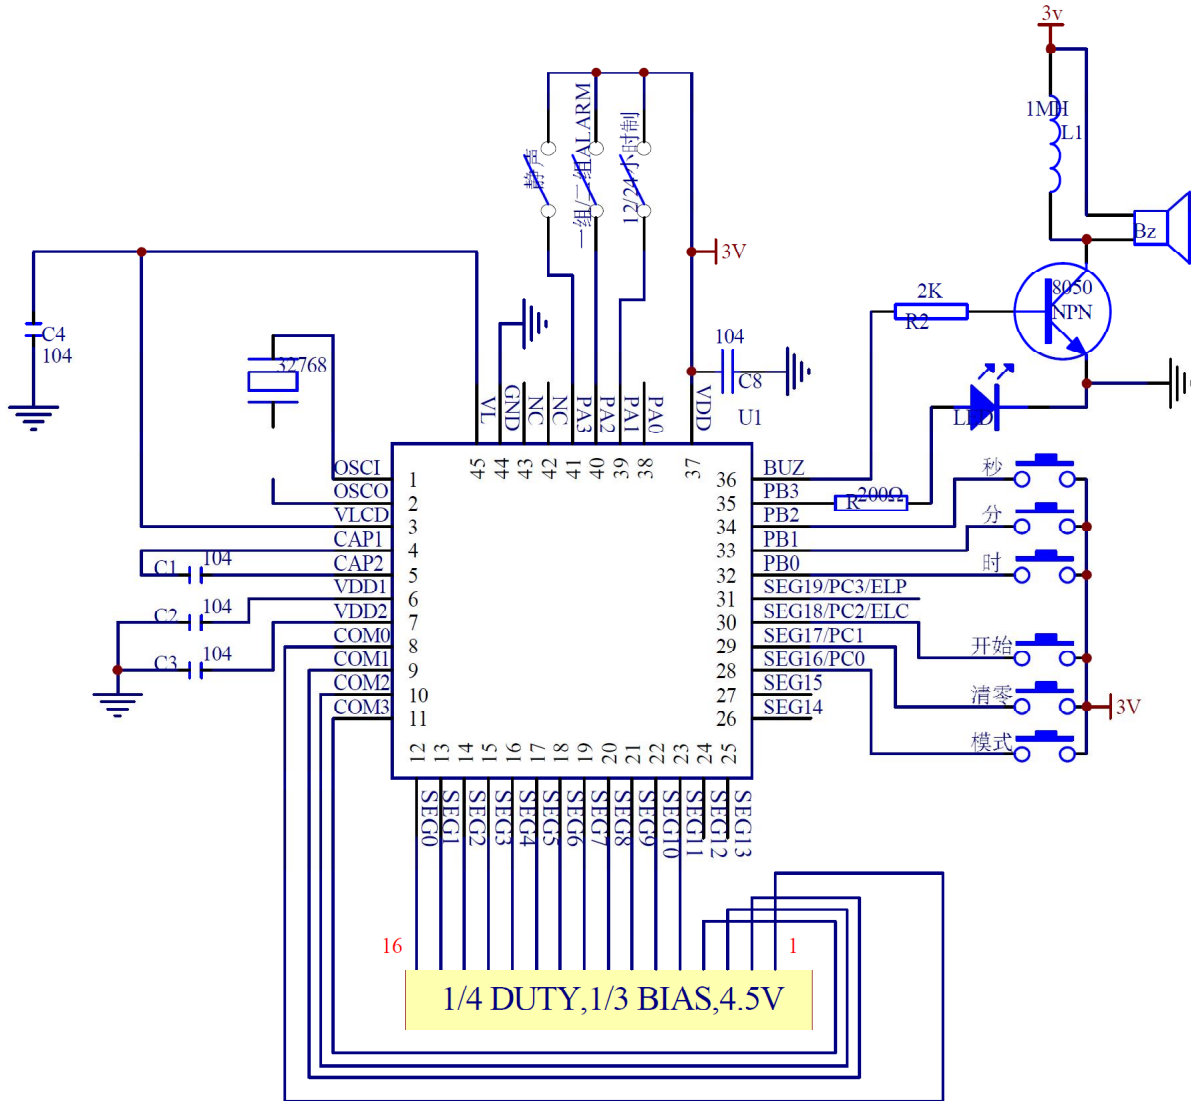 3v
1MH
L1
Bz
静声
一组/二组ALARM
12/24小时制
3V
2K
R2
8050
NPN
C4
104
32768
104
C8
U1
LED
VL
GND
NC
NC
PA3
PA2
PA1
PA0
VDD
45
44
43
42
41
40
39
38
37
OSCI
1
OSCO
2
VLCD
3
CAP1
4
CAP2
5
VDD1
6
VDD2
7
COM0
8
COM1
9
COM2
10
COM3
11
C1
104
C2
104
C3
104
36
BUZ
35
PB3
34
PB2
33
PB1
32
PB0
31
SEG19/PC3/ELP
30
SEG18/PC2/ELC
29
SEG17/PC1
28
SEG16/PC0
27
SEG15
26
SEG14
R
200Ω
秒
分
时
开始
清零
模式
3V
12
13
14
15
16
17
18
19
20
21
22
23
24
25
SEG0
SEG1
SEG2
SEG3
SEG4
SEG5
SEG6
SEG7
SEG8
SEG9
SEG10
SEG11
SEG12
SEG13
16
1
1/4 DUTY,1/3 BIAS,4.5V